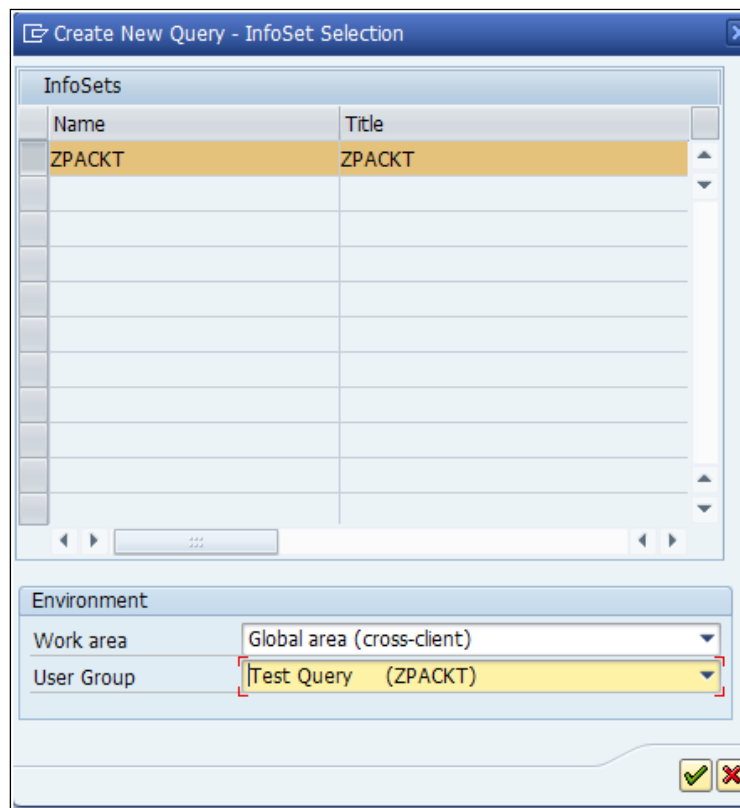 Create New Query - InfoSet Selection
InfoSets
Name Title
ZPACKT ZPACKT
Environment
Work area Global area (cross-client)
User Group Test Query (ZPACKT)